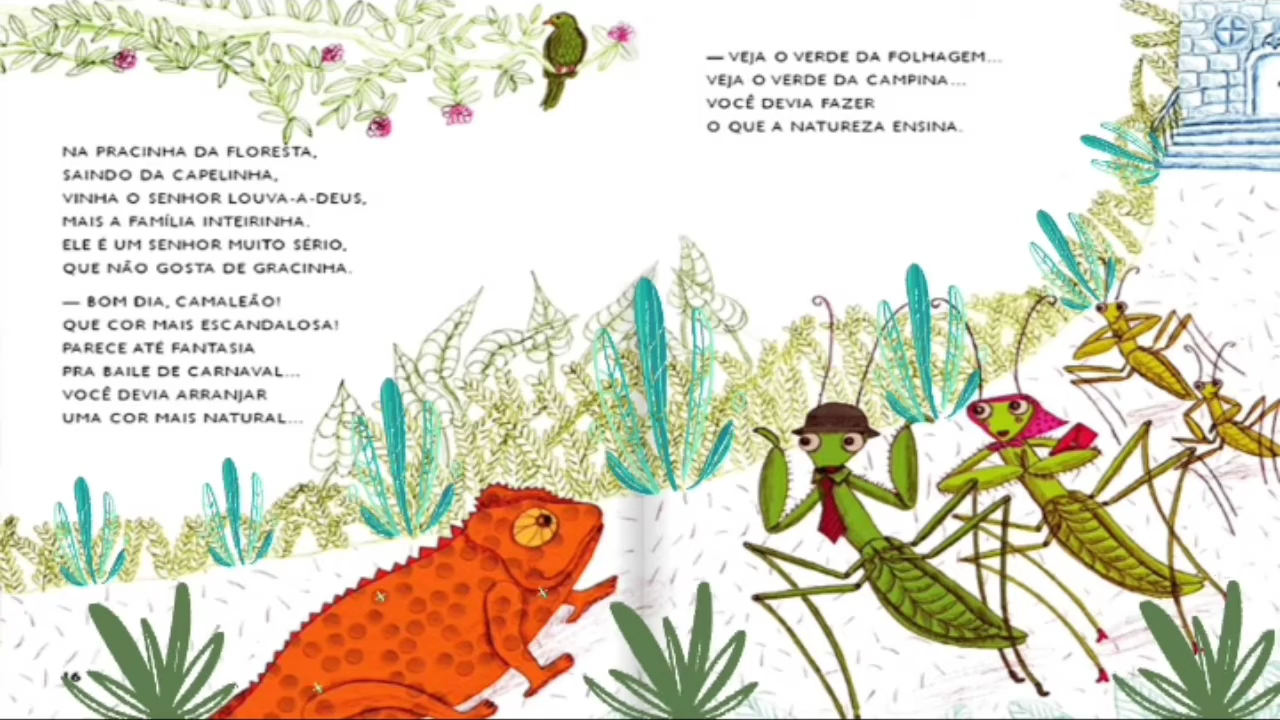 NA PRACINHA DA FLORESTA,
SAINDO DA CAPELINHA,
VINHA O SENHOR LOUVA-A-DEUS,
MAIS A FAMÍLIA INTEIRINHA.
ELE É UM SENHOR MUITO SÉRIO,
QUE NÃO GOSTA DE GRACINHA.
— BOM DIA, CAMALEÃO!
QUE COR MAIS ESCANDALOSA!
PARECE ATÉ FANTASIA
PRA BAILE DE CARNAVAL...
VOCÊ DEVIA ARRANJAR
UMA COR MAIS NATURAL...
— VEJA O VERDE DA FOLHAGEM...
VEJA O VERDE DA CAMPINA...
VOCÊ DEVIA FAZER
O QUE A NATUREZA ENSINA.